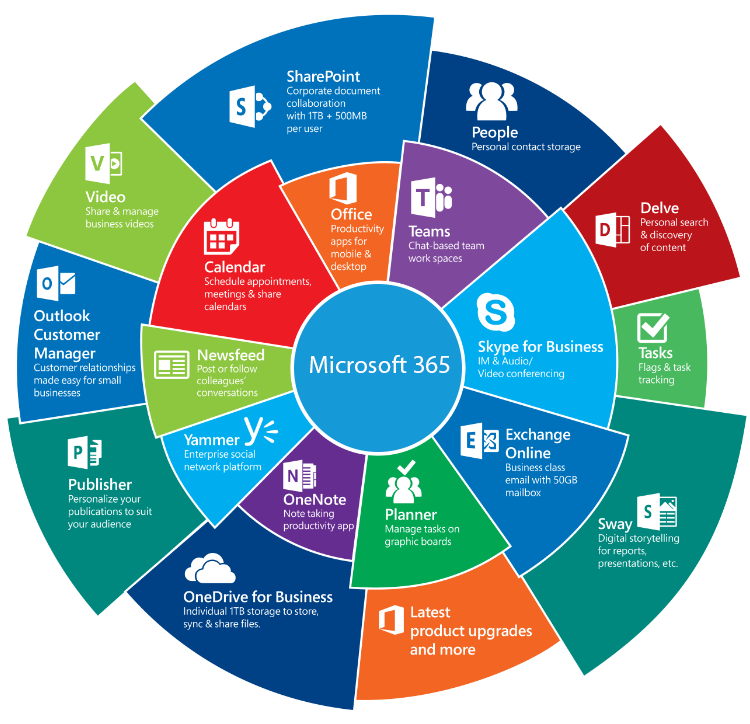 SharePoint
Corporate document
collaboration
with 1TB + 500MB
per user
S
People
Personal contact storage
V
Video
Share & manage
business videos
Delve
Personal search
& discovery
of content
D
Office
Productivity
apps for
mobile &
desktop
T
Teams
Chat-based team
work spaces
Calendar
Schedule appointments,
meetings & share
calendars
O
Outlook
Customer
Manager
Customer relationships
made easy for small
businesses
S
Skype for Business
IM & Audio/
Video conferencing
Tasks
Flags & task
tracking
Newsfeed
Post or follow
colleagues'
conversations
Microsoft 365
Yammer
Enterprise social
network platform
E
Exchange
Online
Business class
email with 50GB
mailbox
P
Publisher
Personalize your
publications to suit
your audience
N
OneNote
Note taking
productivity app
Planner
Manage tasks on
graphic boards
S
Sway
Digital storytelling
for reports,
presentations, etc.
OneDrive for Business
Individual 1TB storage to store,
sync & share files.
Latest
product upgrades
and more